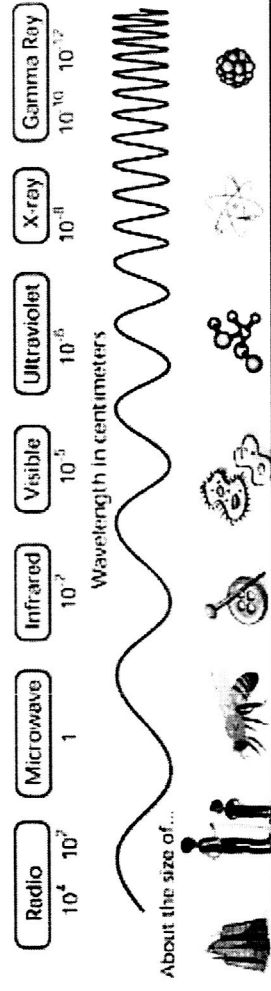 Radio Microwave Infrared Visible Ultraviolet X-ray Gamma Ray
10⁴ 10² 1 10⁻² 10⁻⁵ 10⁻⁶ 10⁻⁸ 10⁻¹⁰ 10⁻¹²
Wavelength in centimeters
About the size of...